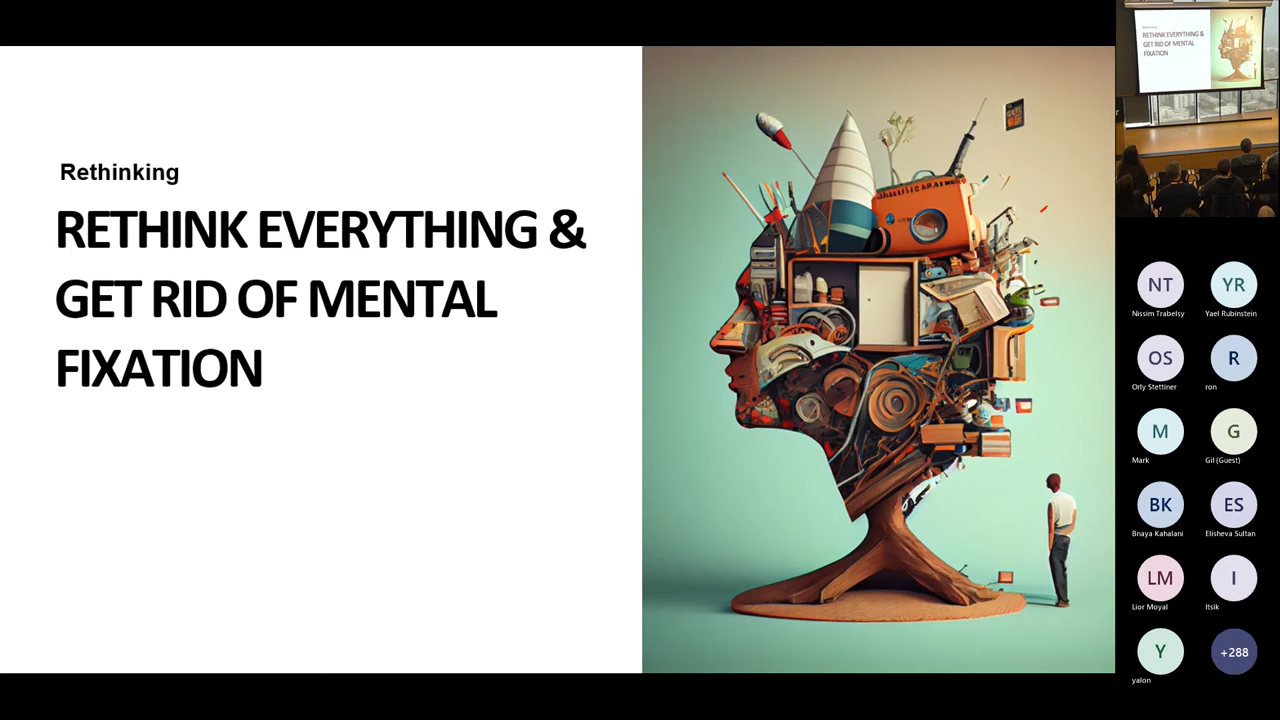 Rethinking
RETHINK EVERYTHING &
GET RID OF MENTAL
FIXATION
RETHINK EVERYTHING &
GET RID OF MENTAL
FIXATION
NT
Nissim Trabelsy
YR
Yael Rubinstein
OS
Orly Stettiner
R
ron
M
Mark
G
Gil (Guest)
BK
Bnaya Kahalani
ES
Elisheva Sultan
LM
Lior Moyal
I
Itsik
Y
yalon
+288